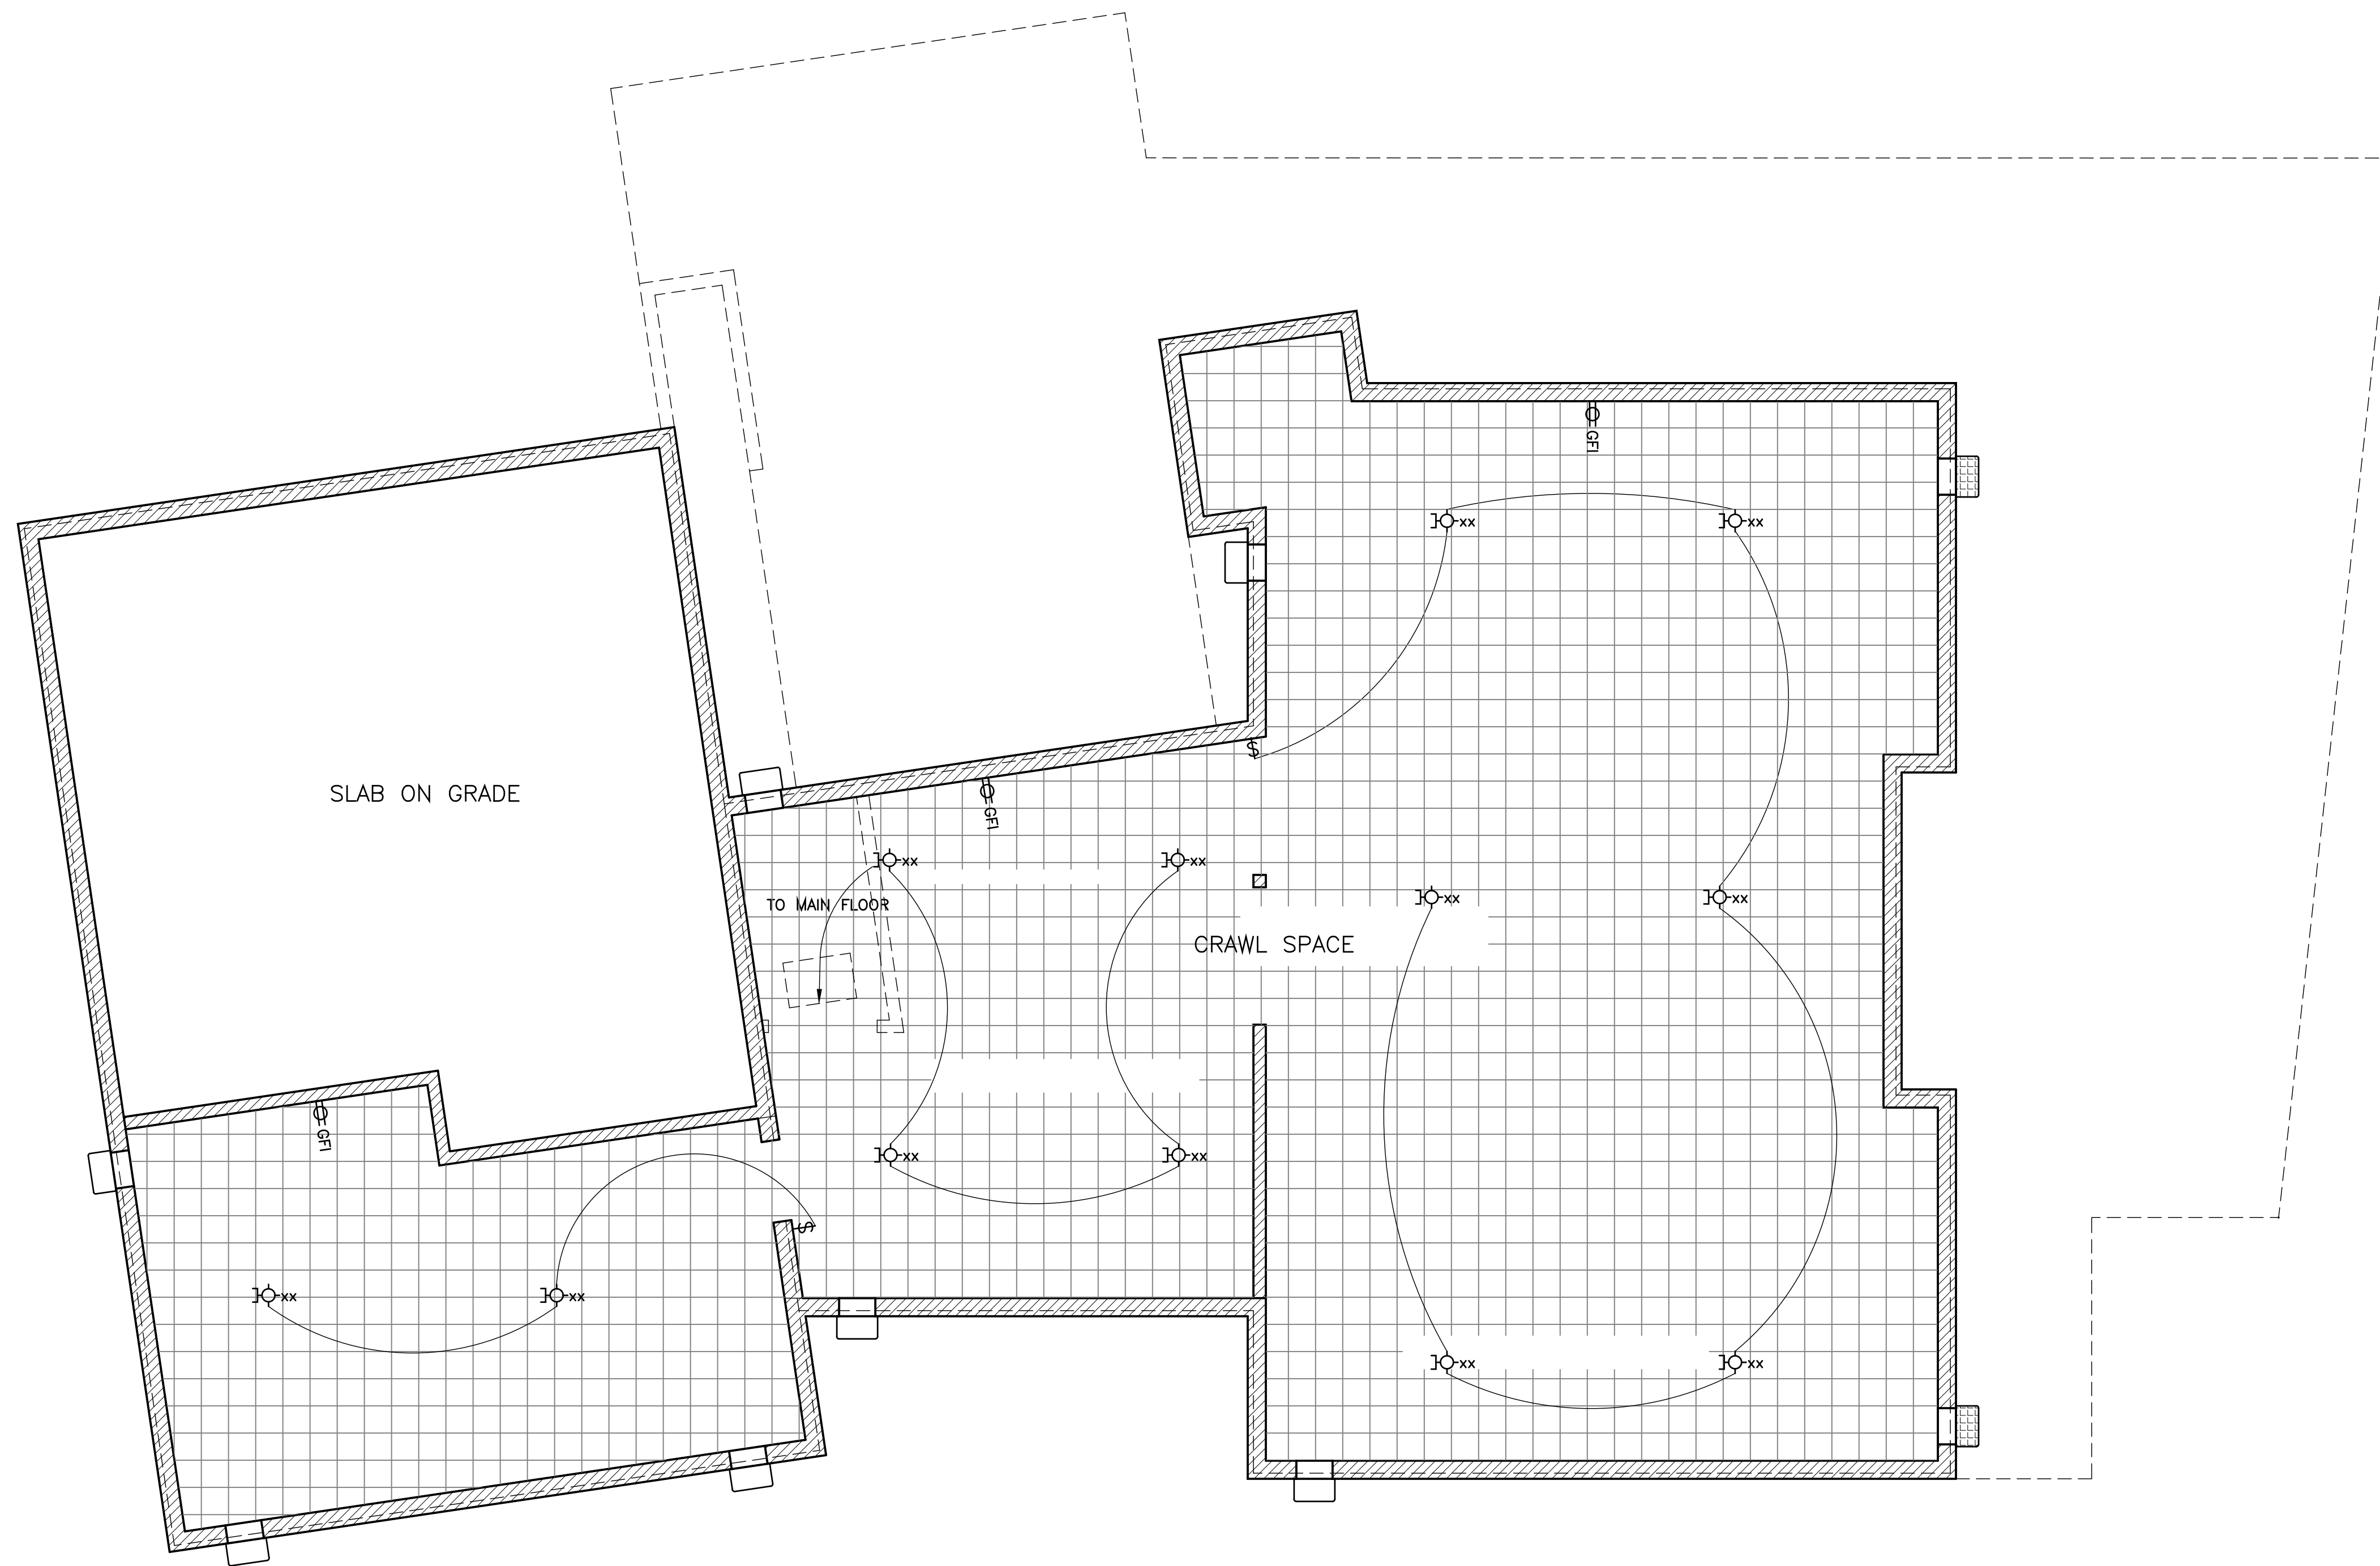 GFI
xx
xx
$
SLAB ON GRADE
GFI
xx
xx
TO MAIN FLOOR
xx
xx
CRAWL SPACE
GFI
xx
xx
$
xx
xx
xx
xx